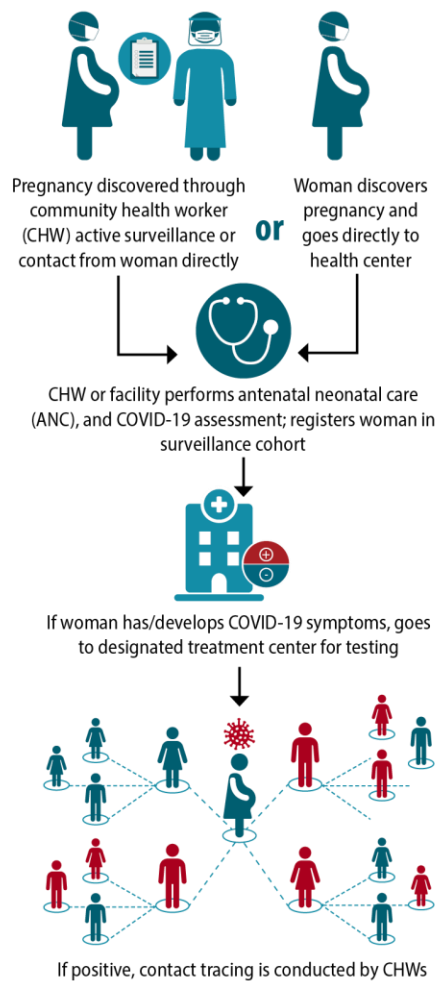 Pregnancy discovered through
community health worker
(CHW) active surveillance or
contact from woman directly
or
Woman discovers
pregnancy and
goes directly to
health center
CHW or facility performs antenatal neonatal care
(ANC), and COVID-19 assessment; registers woman in
surveillance cohort
If woman has/develops COVID-19 symptoms, goes
to designated treatment center for testing
If positive, contact tracing is conducted by CHWs